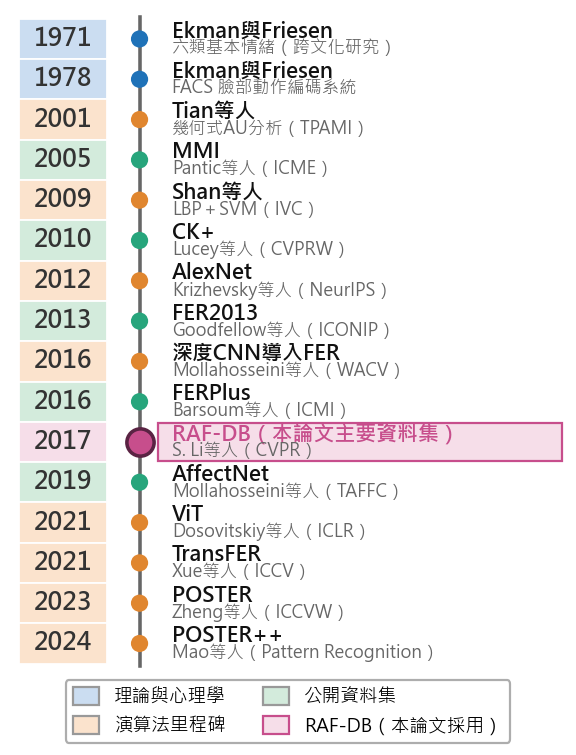 1971
Ekman與Friesen
六類基本情緒（跨文化研究）
1978
Ekman與Friesen
FACS 臉部動作編碼系統
2001
Tian等人
幾何式AU分析（TPAMI）
2005
MMI
Pantic等人（ICME）
2009
Shan等人
LBP＋SVM（IVC）
2010
CK+
Lucey等人（CVPRW）
2012
AlexNet
Krizhevsky等人（NeurIPS）
2013
FER2013
Goodfellow等人（ICONIP）
2016
深度CNN導入FER
Mollahosseini等人（WACV）
2016
FERPlus
Barsoum等人（ICMI）
2017
RAF-DB（本論文主要資料集）
S. Li等人（CVPR）
2019
AffectNet
Mollahosseini等人（TAFFC）
2021
ViT
Dosovitskiy等人（ICLR）
2021
TransFER
Xue等人（ICCV）
2023
POSTER
Zheng等人（ICCVW）
2024
POSTER++
Mao等人（Pattern Recognition）
理論與心理學
公開資料集
演算法里程碑
RAF-DB（本論文採用）